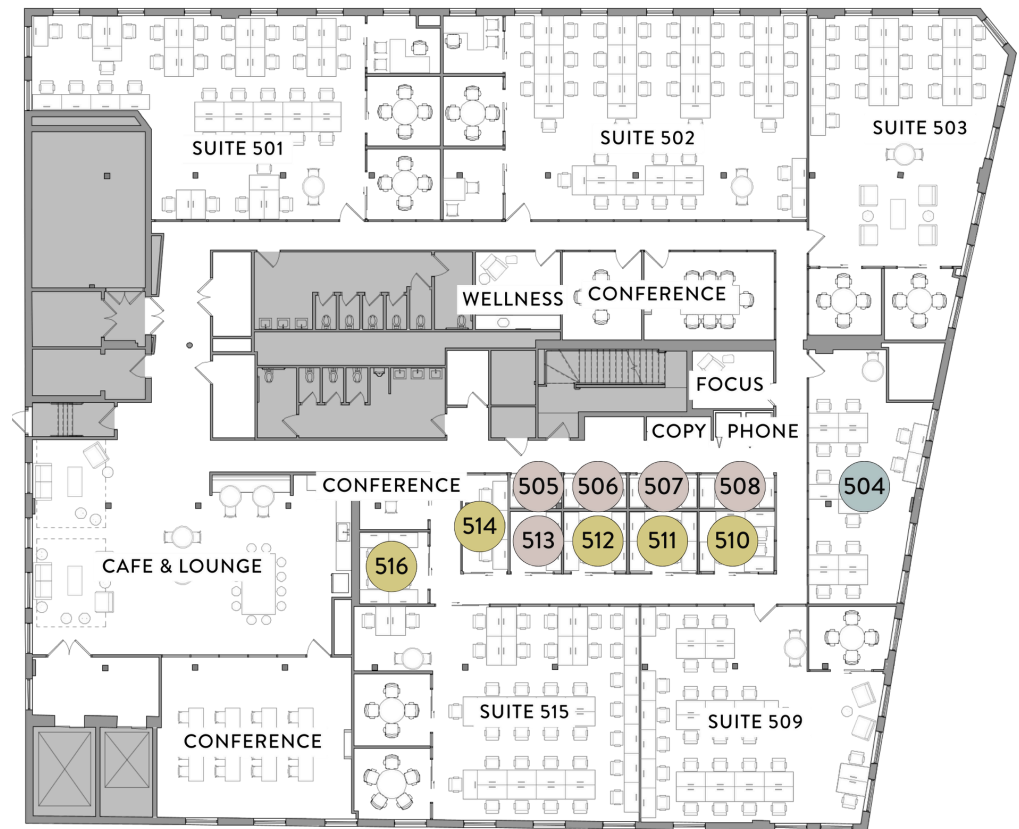 SUITE 501
SUITE 502
SUITE 503
WELLNESS
CONFERENCE
FOCUS
COPY
PHONE
CONFERENCE
505
506
507
508
504
514
513
512
511
510
516
CAFE & LOUNGE
SUITE 515
SUITE 509
CONFERENCE